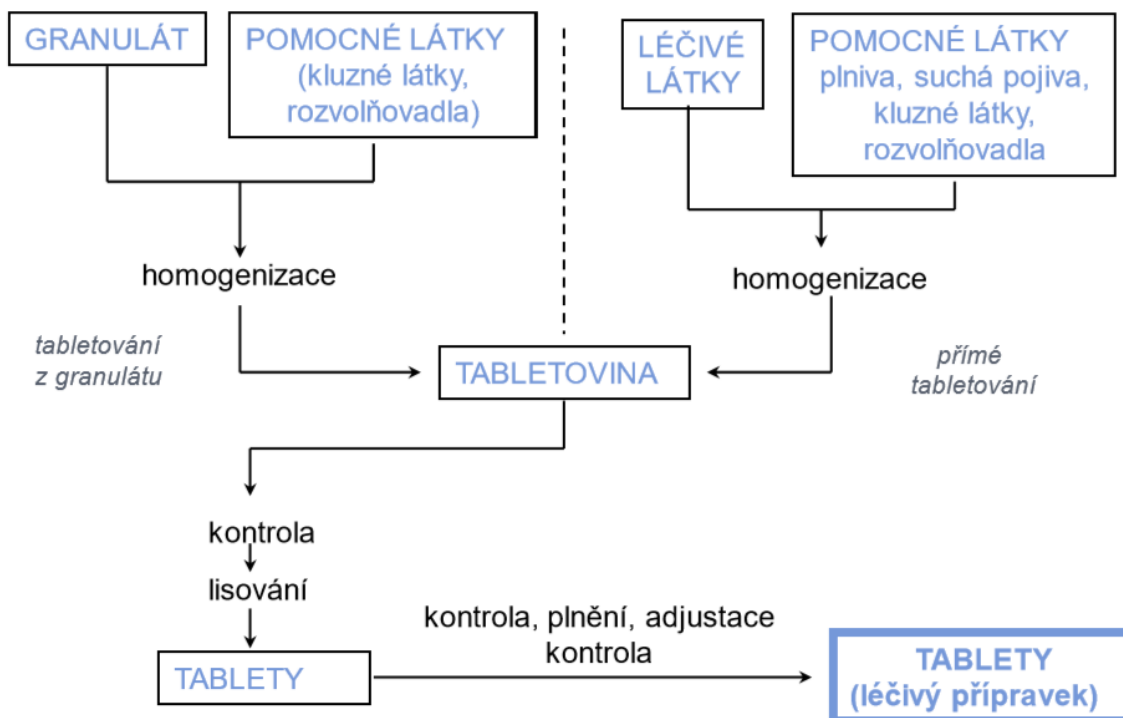 GRANULÁT
POMOCNÉ LÁTKY
(kluzné látky,
rozvolňovadla)
LÉČIVÉ
LÁTKY
POMOCNÉ LÁTKY
plniva, suchá pojiva,
kluzné látky,
rozvolňovadla
homogenizace
homogenizace
tabletování
z granulátu
TABLETOVINA
přímé
tabletování
kontrola
lisování
TABLETY
kontrola, plnění, adjustace
kontrola
TABLETY
(léčivý přípravek)